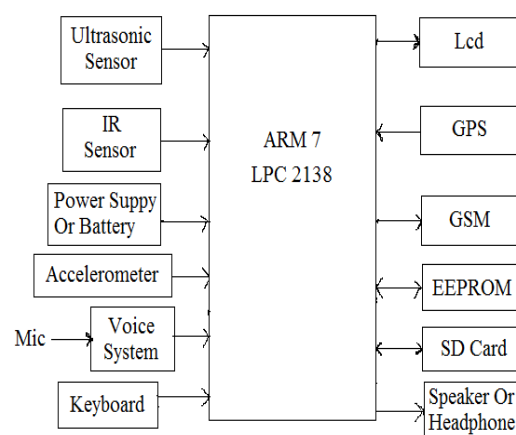 Ultrasonic
Sensor
IR
Sensor
Power Suppy
Or Battery
Accelerometer
Mic
Voice
System
Keyboard
ARM 7
LPC 2138
Lcd
GPS
GSM
EEPROM
SD Card
Speaker Or
Headphone